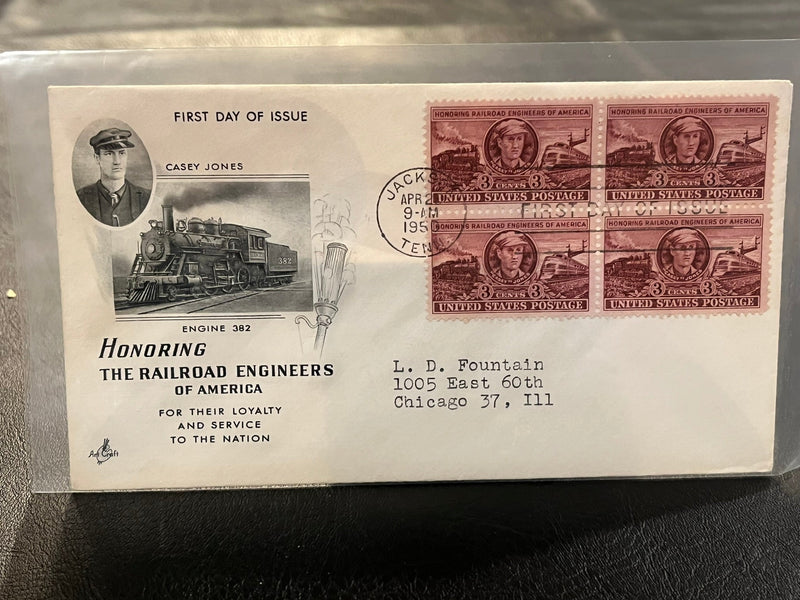 FIRST DAY OF ISSUE
CASEY JONES
382
ENGINE 382
HONORING
THE RAILROAD ENGINEERS
OF AMERICA
FOR THEIR LOYALTY
AND SERVICE
TO THE NATION
Art Craft
HONORING RAILROAD ENGINEERS OF AMERICA
3 CENTS 3
UNITED STATES POSTAGE
HONORING RAILROAD ENGINEERS OF AMERICA
3 CENTS 3
UNITED STATES POSTAGE
HONORING RAILROAD ENGINEERS OF AMERICA
3 CENTS 3
UNITED STATES POSTAGE
HONORING RAILROAD ENGINEERS OF AMERICA
3 CENTS 3
UNITED STATES POSTAGE
APR
9-AM
TENN.
FIRST DAY OF ISSUE
L. D. Fountain
1005 East 60th
Chicago 37, Ill